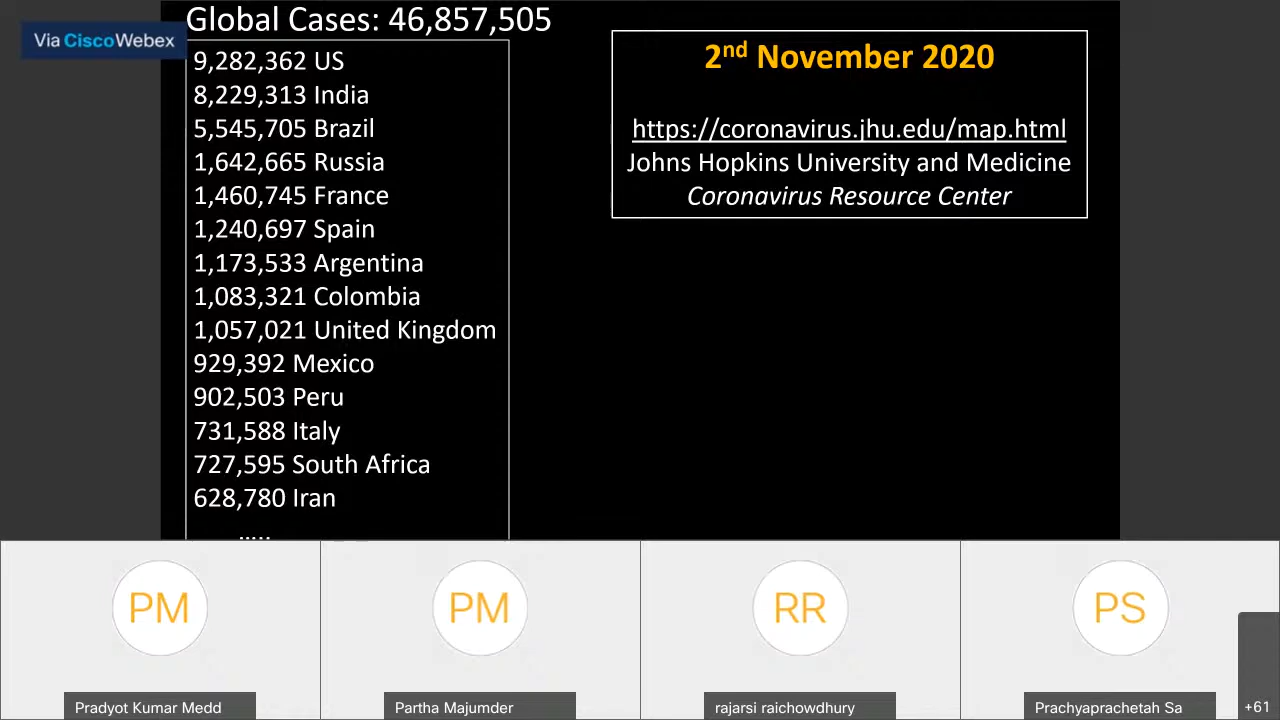 Via Cisco Webex
Global Cases: 46,857,505
9,282,362 US
8,229,313 India
5,545,705 Brazil
1,642,665 Russia
1,460,745 France
1,240,697 Spain
1,173,533 Argentina
1,083,321 Colombia
1,057,021 United Kingdom
929,392 Mexico
902,503 Peru
731,588 Italy
727,595 South Africa
628,780 Iran
.....
2nd November 2020
https://coronavirus.jhu.edu/map.html
Johns Hopkins University and Medicine
Coronavirus Resource Center
PM
PM
RR
PS
Pradyot Kumar Medd
Partha Majumder
rajarsi raichowdhury
Prachyaprachetah Sa
+61